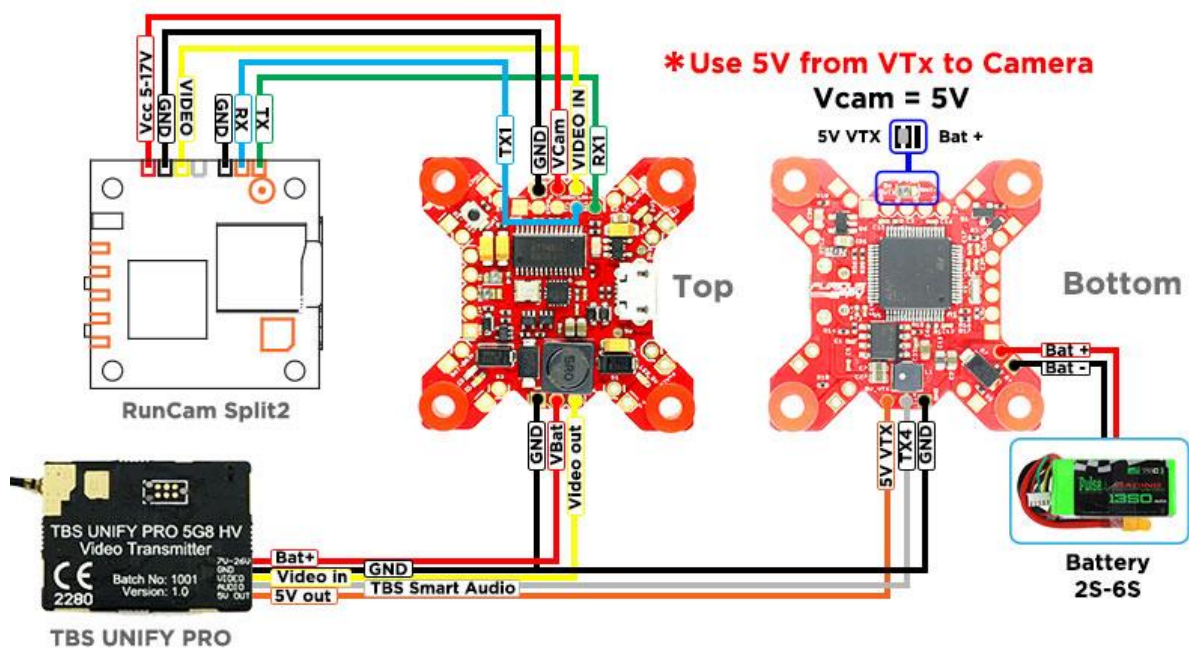 *Use 5V from VTx to Camera
Vcam = 5V
5V VTX
Bat +
Vcc 5-17V
GND
VIDEO
GND
RX
TX
TX1
GND
VCam
VIDEO IN
RX1
Top
Bottom
RunCam Split2
5R0
GND
VBat
Video out
5V VTX
TX4
GND
Bat +
Bat -
Pulse
1350
Battery
2S-6S
TBS UNIFY PRO 5G8 HV
Video Transmitter
CE
2280
Batch No: 1001
Version: 1.0
7V-26V
GND
VIDEO
AUDIO
5V OUT
Bat+
GND
Video in
TBS Smart Audio
5V out
TBS UNIFY PRO